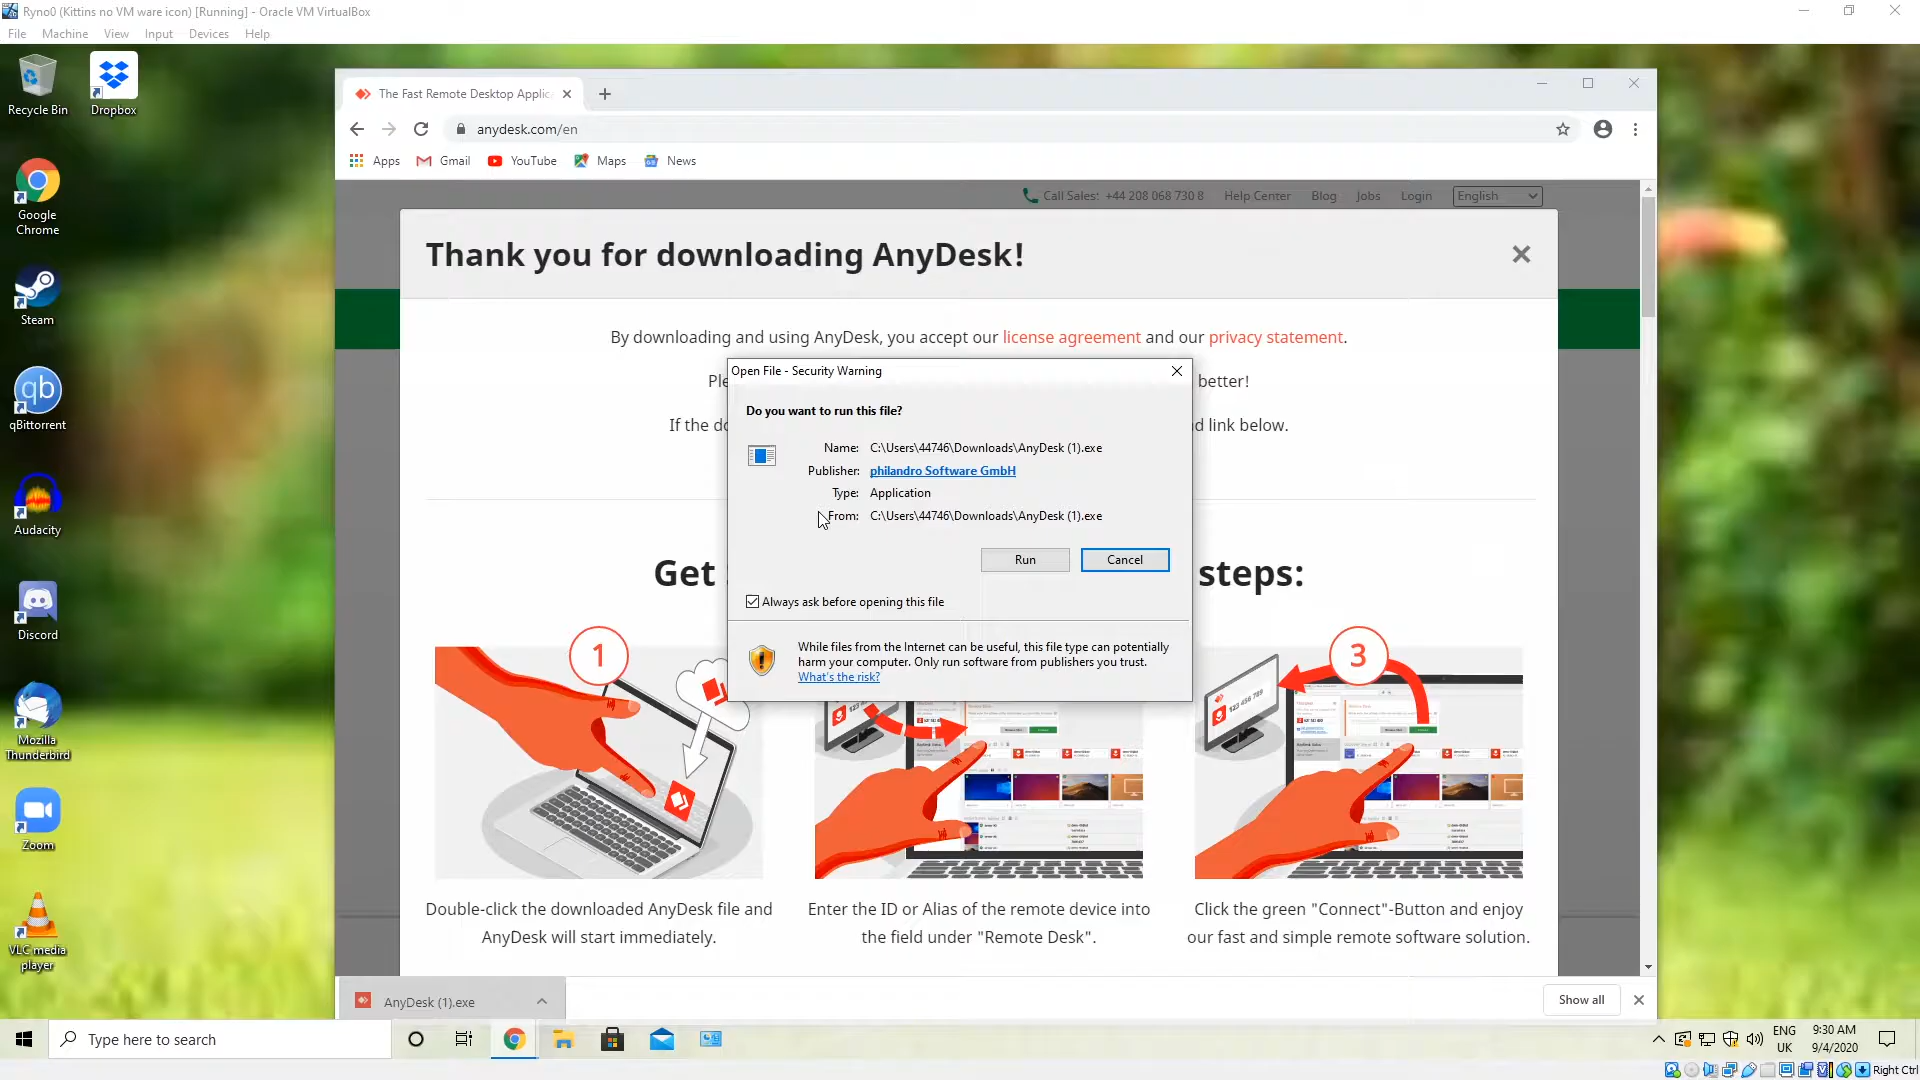 Ryno0 (Kittins no VM ware icon) [Running] - Oracle VM VirtualBox
File Machine View Input Devices Help
Recycle Bin
Dropbox
Google
Chrome
Steam
qBittorrent
Audacity
Discord
Mozilla
Thunderbird
Zoom
VLC media
player
The Fast Remote Desktop Applic
anydesk.com/en
Apps Gmail YouTube Maps News
Call Sales: +44 208 068 730 8 Help Center Blog Jobs Login English
Thank you for downloading AnyDesk!
By downloading and using AnyDesk, you accept our license agreement and our privacy statement.
better!
If the
link below.
Open File - Security Warning
Do you want to run this file?
Name: C:\Users\44746\Downloads\AnyDesk (1).exe
Publisher: philandro Software GmbH
Type: Application
From: C:\Users\44746\Downloads\AnyDesk (1).exe
Run Cancel
Always ask before opening this file
While files from the Internet can be useful, this file type can potentially
harm your computer. Only run software from publishers you trust.
What's the risk?
Get
steps:
1
3
123 456 789
Double-click the downloaded AnyDesk file and
AnyDesk will start immediately.
Enter the ID or Alias of the remote device into
the field under "Remote Desk".
Click the green "Connect"-Button and enjoy
our fast and simple remote software solution.
AnyDesk (1).exe
Show all
Type here to search
ENG
UK
9:30 AM
9/4/2020
Right Ctrl